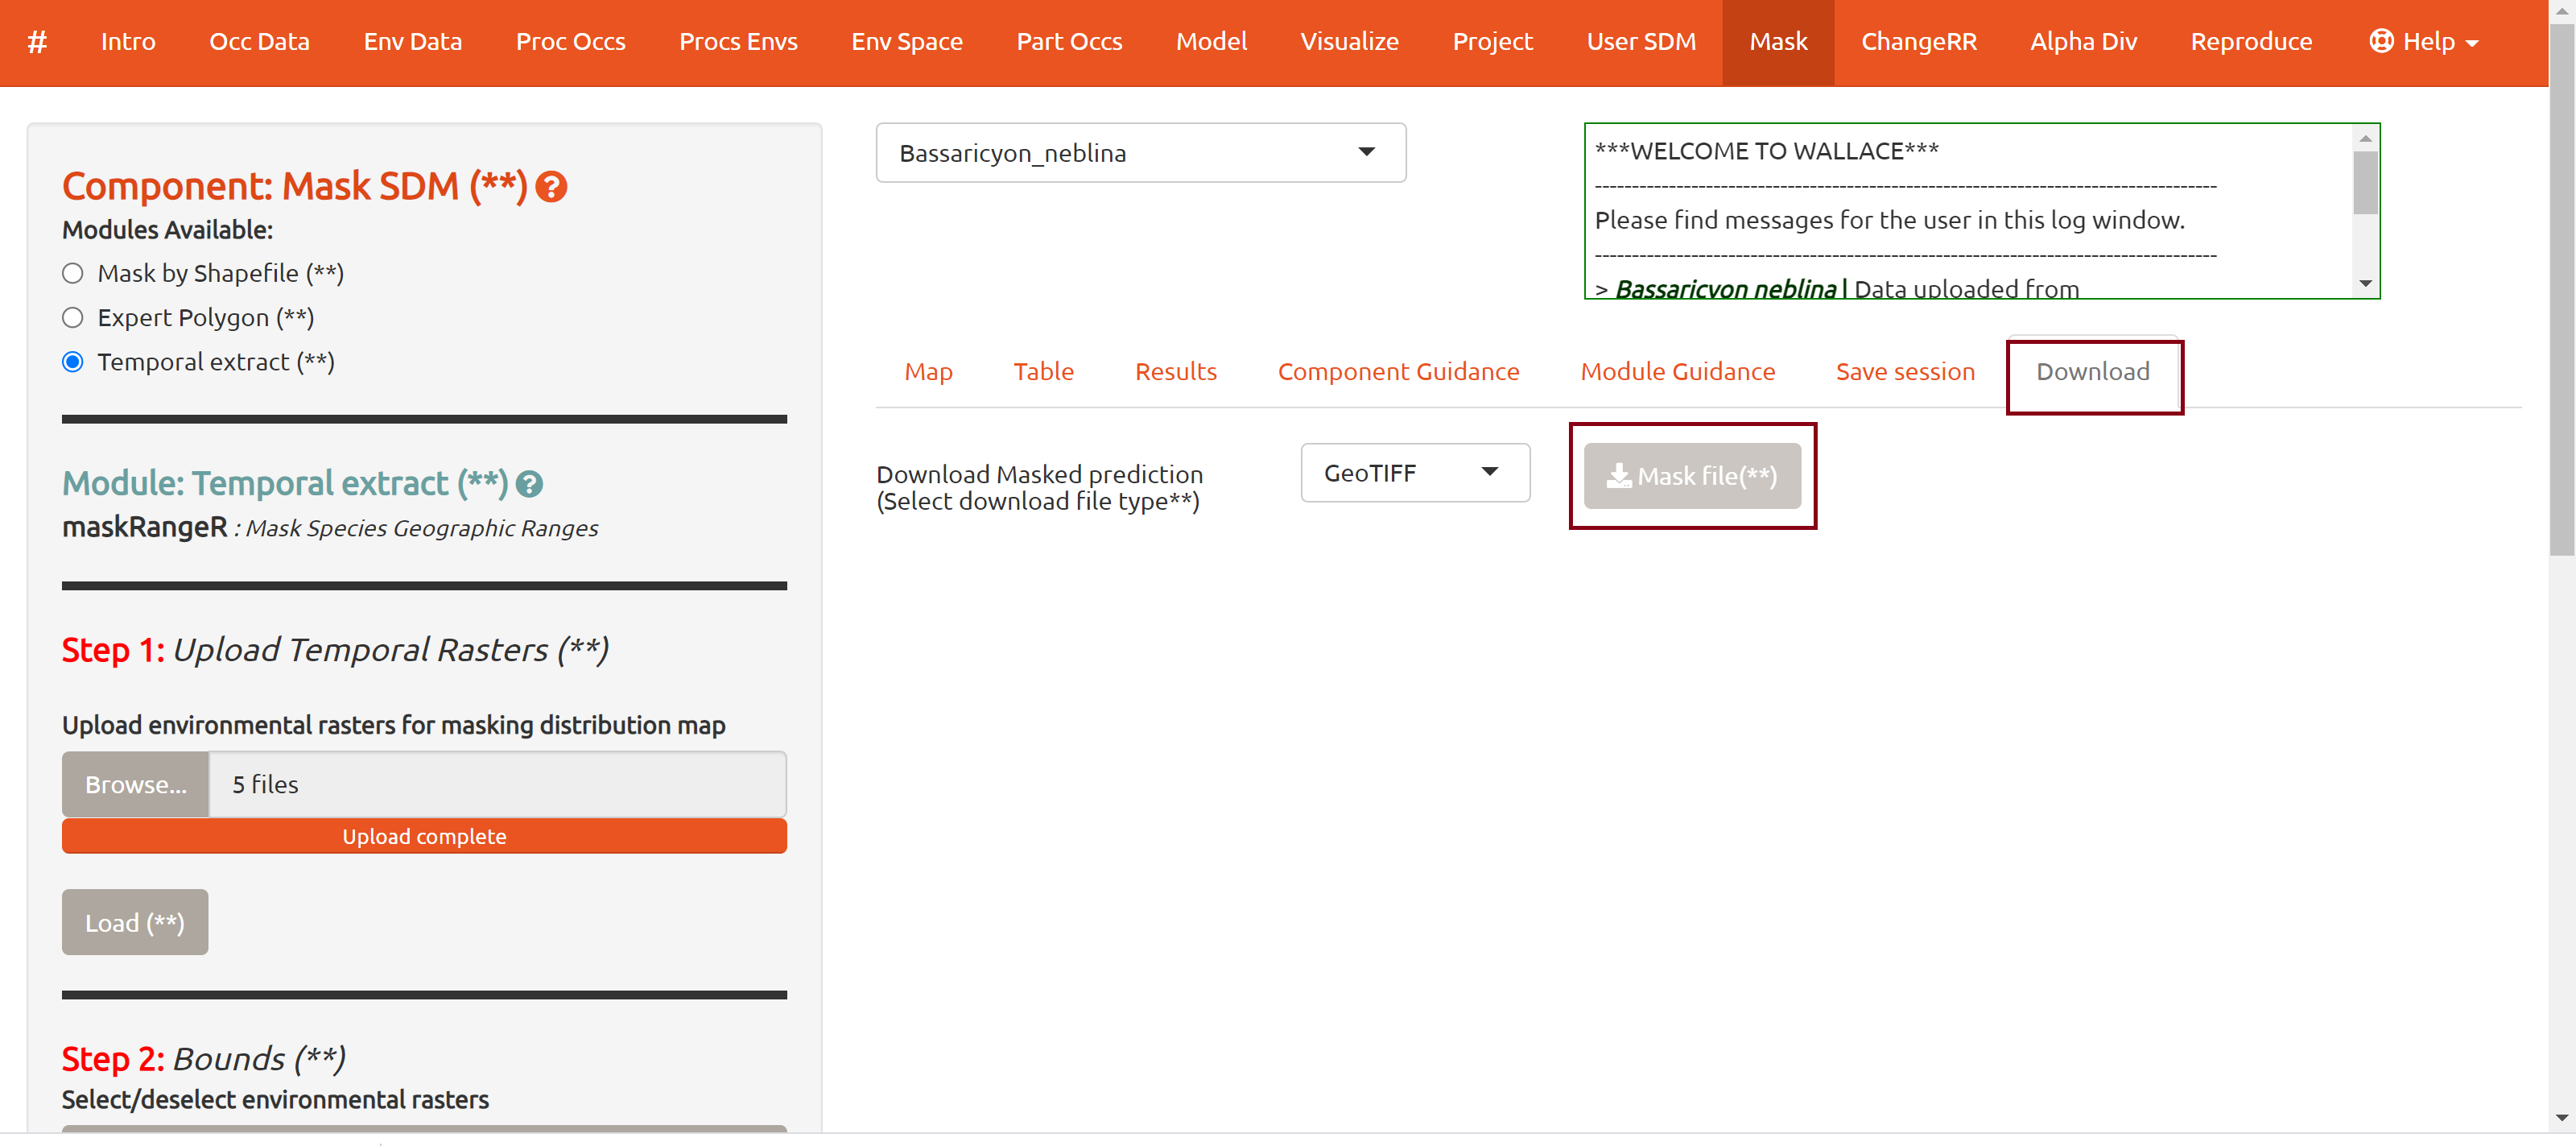 # Intro Occ Data Env Data Proc Occs Procs Envs Env Space Part Occs Model Visualize Project User SDM Mask ChangeRR Alpha Div Reproduce Help
Component: Mask SDM (**)
Modules Available:
Mask by Shapefile (**)
Expert Polygon (**)
Temporal extract (**)
Module: Temporal extract (**)
maskRangeR : Mask Species Geographic Ranges
Step 1: Upload Temporal Rasters (**)
Upload environmental rasters for masking distribution map
Browse... 5 files
Upload complete
Load (**)
Step 2: Bounds (**)
Select/deselect environmental rasters
Bassaricyon_neblina
***WELCOME TO WALLACE***
Please find messages for the user in this log window.
> Bassaricyon neblina | Data uploaded from
Map Table Results Component Guidance Module Guidance Save session Download
Download Masked prediction
(Select download file type**)
GeoTIFF
Mask file(**)